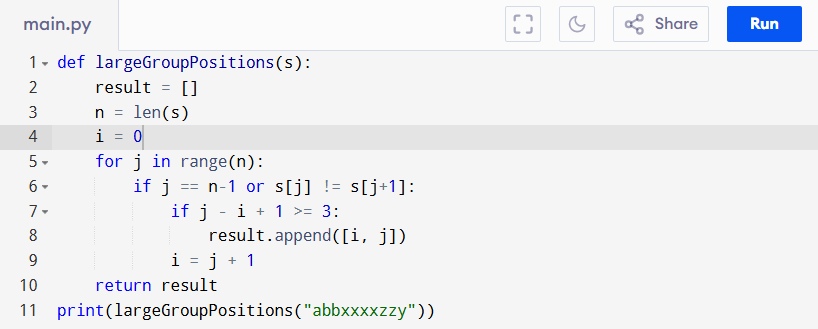 main.py Share Run
1 def largeGroupPositions(s):
2     result = []
3     n = len(s)
4     i = 0
5     for j in range(n):
6         if j == n-1 or s[j] != s[j+1]:
7             if j - i + 1 >= 3:
8                 result.append([i, j])
9             i = j + 1
10     return result
11 print(largeGroupPositions("abbxxxxzzy"))